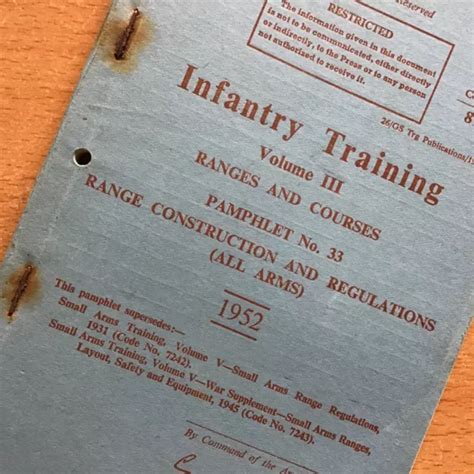 Reserved
RESTRICTED
The information given in this document
is not to be communicated, either directly
or indirectly, to the Press or to any person
not authorised to receive it.
8
26/GS Trg Publications/
Infantry Training
Volume III
RANGES AND COURSES
PAMPHLET No. 33
RANGE CONSTRUCTION AND REGULATIONS
(ALL ARMS)
1952
This pamphlet supersedes:—
Small Arms Training, Volume V—Small Arms Range Regulations,
1931 (Code No. 7242).
Small Arms Training, Volume V—War Supplement—Small Arms Ranges,
Layout, Safety and Equipment, 1945 (Code No. 7243).
By Command of the